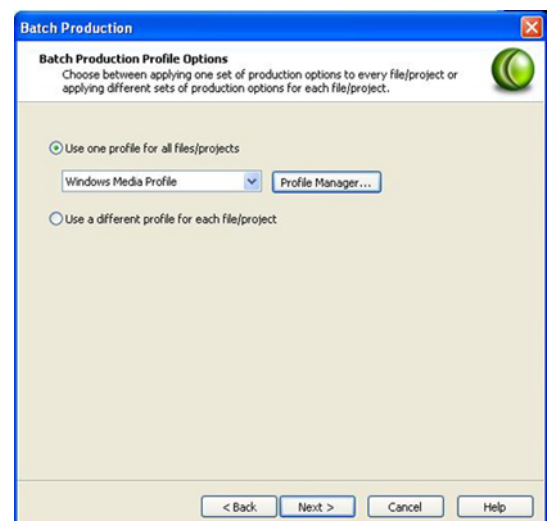 Batch Production
Batch Production Profile Options
Choose between applying one set of production options to every file/project or
applying different sets of production options for each file/project.
Use one profile for all files/projects
Windows Media Profile
Profile Manager...
Use a different profile for each file/project
< Back
Next >
Cancel
Help